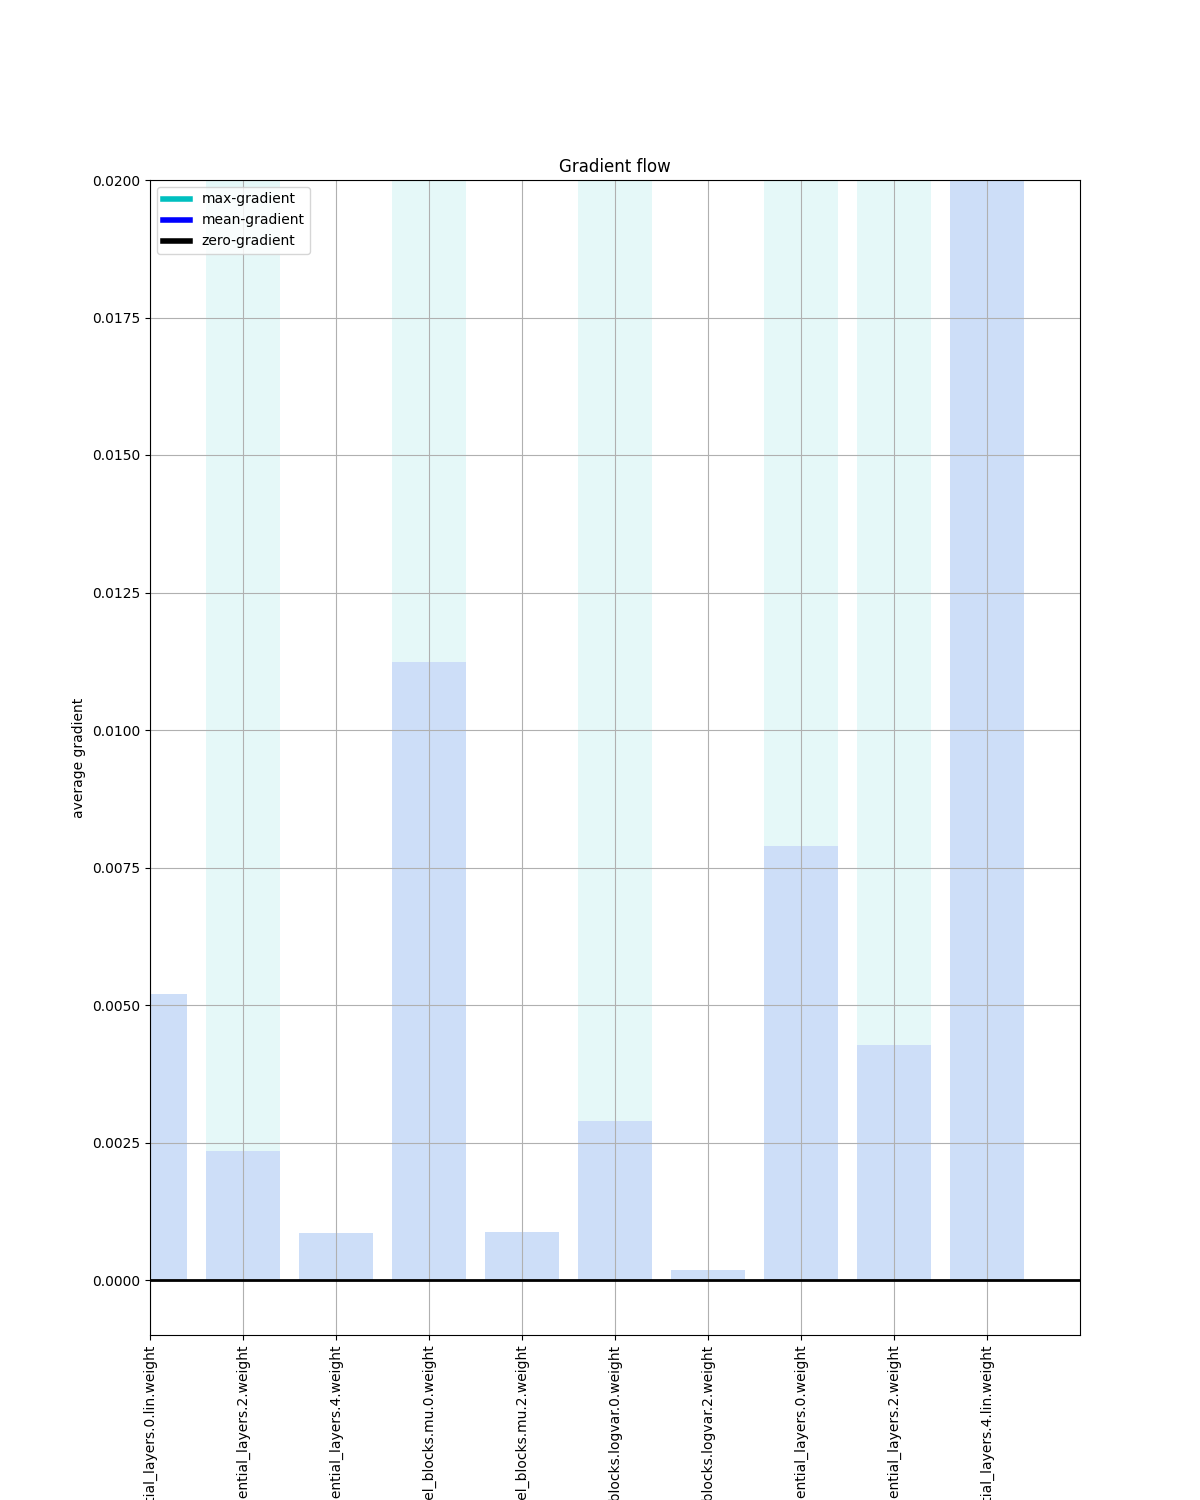 Gradient flow
max-gradient
mean-gradient
zero-gradient
0.0200
0.0175
0.0150
0.0125
0.0100
0.0075
0.0050
0.0025
0.0000
average gradient
tial_layers.0.lin.weight
ential_layers.2.weight
ential_layers.4.weight
el_blocks.mu.0.weight
el_blocks.mu.2.weight
blocks.logvar.0.weight
blocks.logvar.2.weight
ential_layers.0.weight
ential_layers.2.weight
tial_layers.4.lin.weight